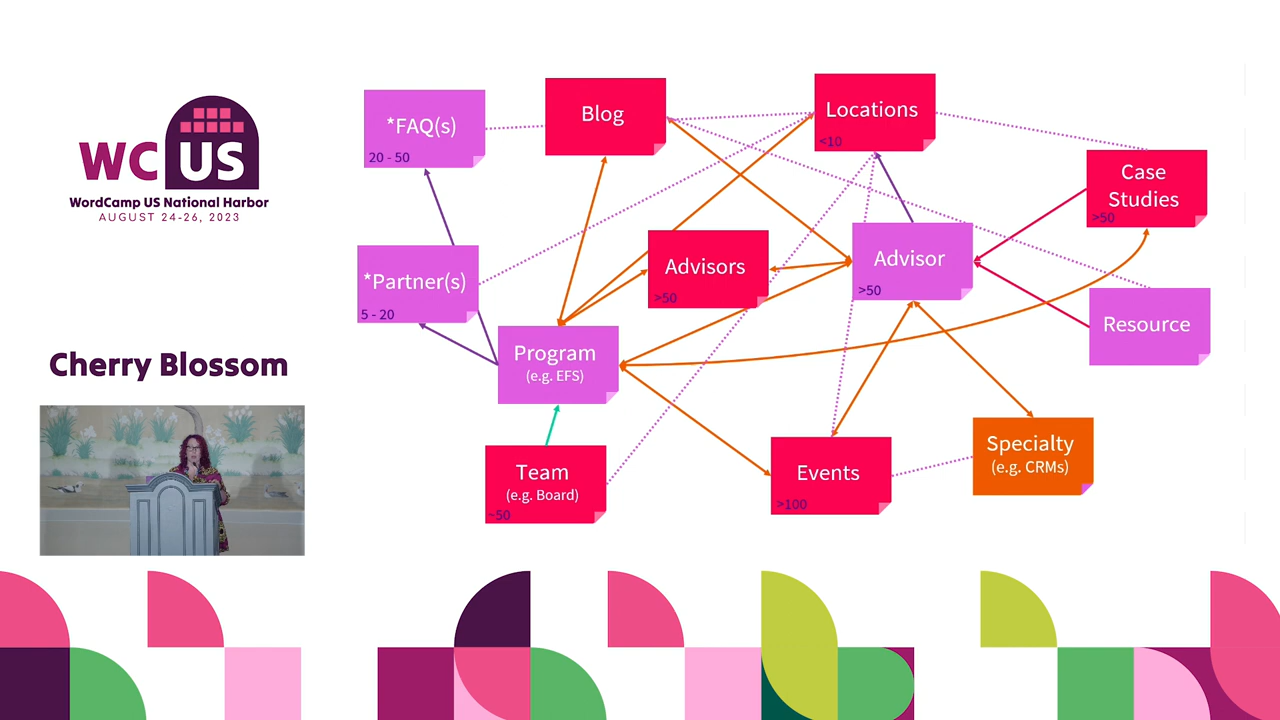 WC US
WordCamp US National Harbor
AUGUST 24-26, 2023
Cherry Blossom
*FAQ(s)
20 - 50
Blog
Locations
<10
Case
Studies
>50
*Partner(s)
5 - 20
Advisors
>50
Advisor
>50
Resource
Program
(e.g. EFS)
Team
(e.g. Board)
~50
Events
>100
Specialty
(e.g. CRMs)